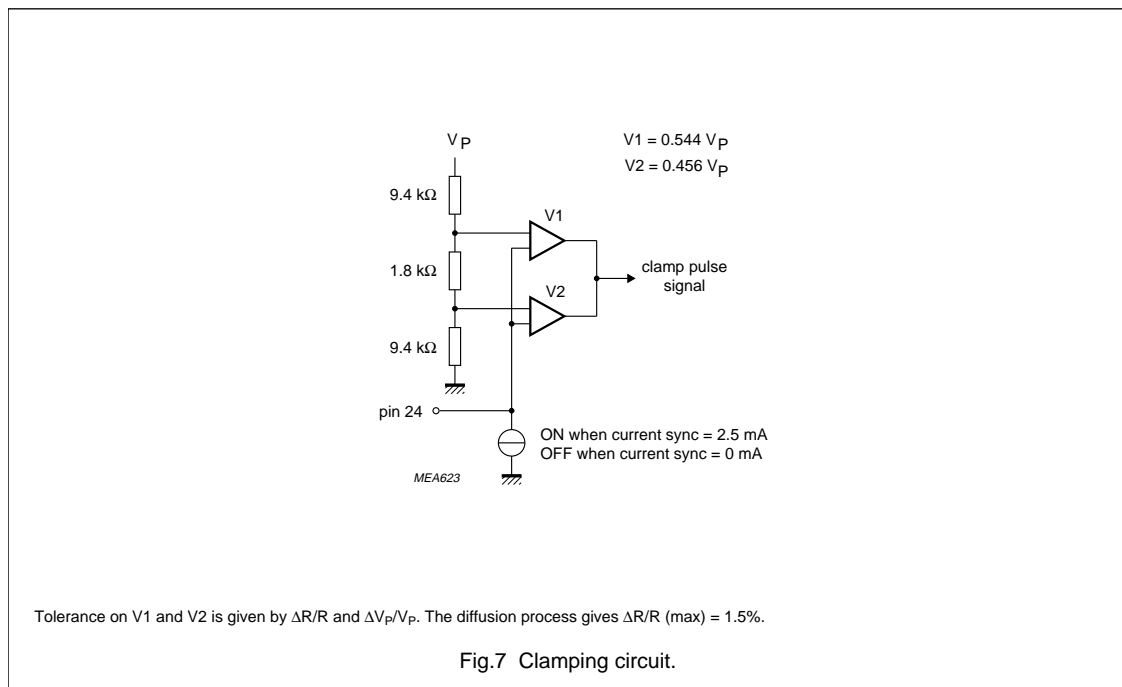 V P
V1 = 0.544 VP
V2 = 0.456 VP
9.4 kΩ
V1
1.8 kΩ
clamp pulse
signal
V2
9.4 kΩ
pin 24
ON when current sync = 2.5 mA
OFF when current sync = 0 mA
MEA623
Tolerance on V1 and V2 is given by ΔR/R and ΔVP/VP. The diffusion process gives ΔR/R (max) = 1.5%.
Fig.7 Clamping circuit.